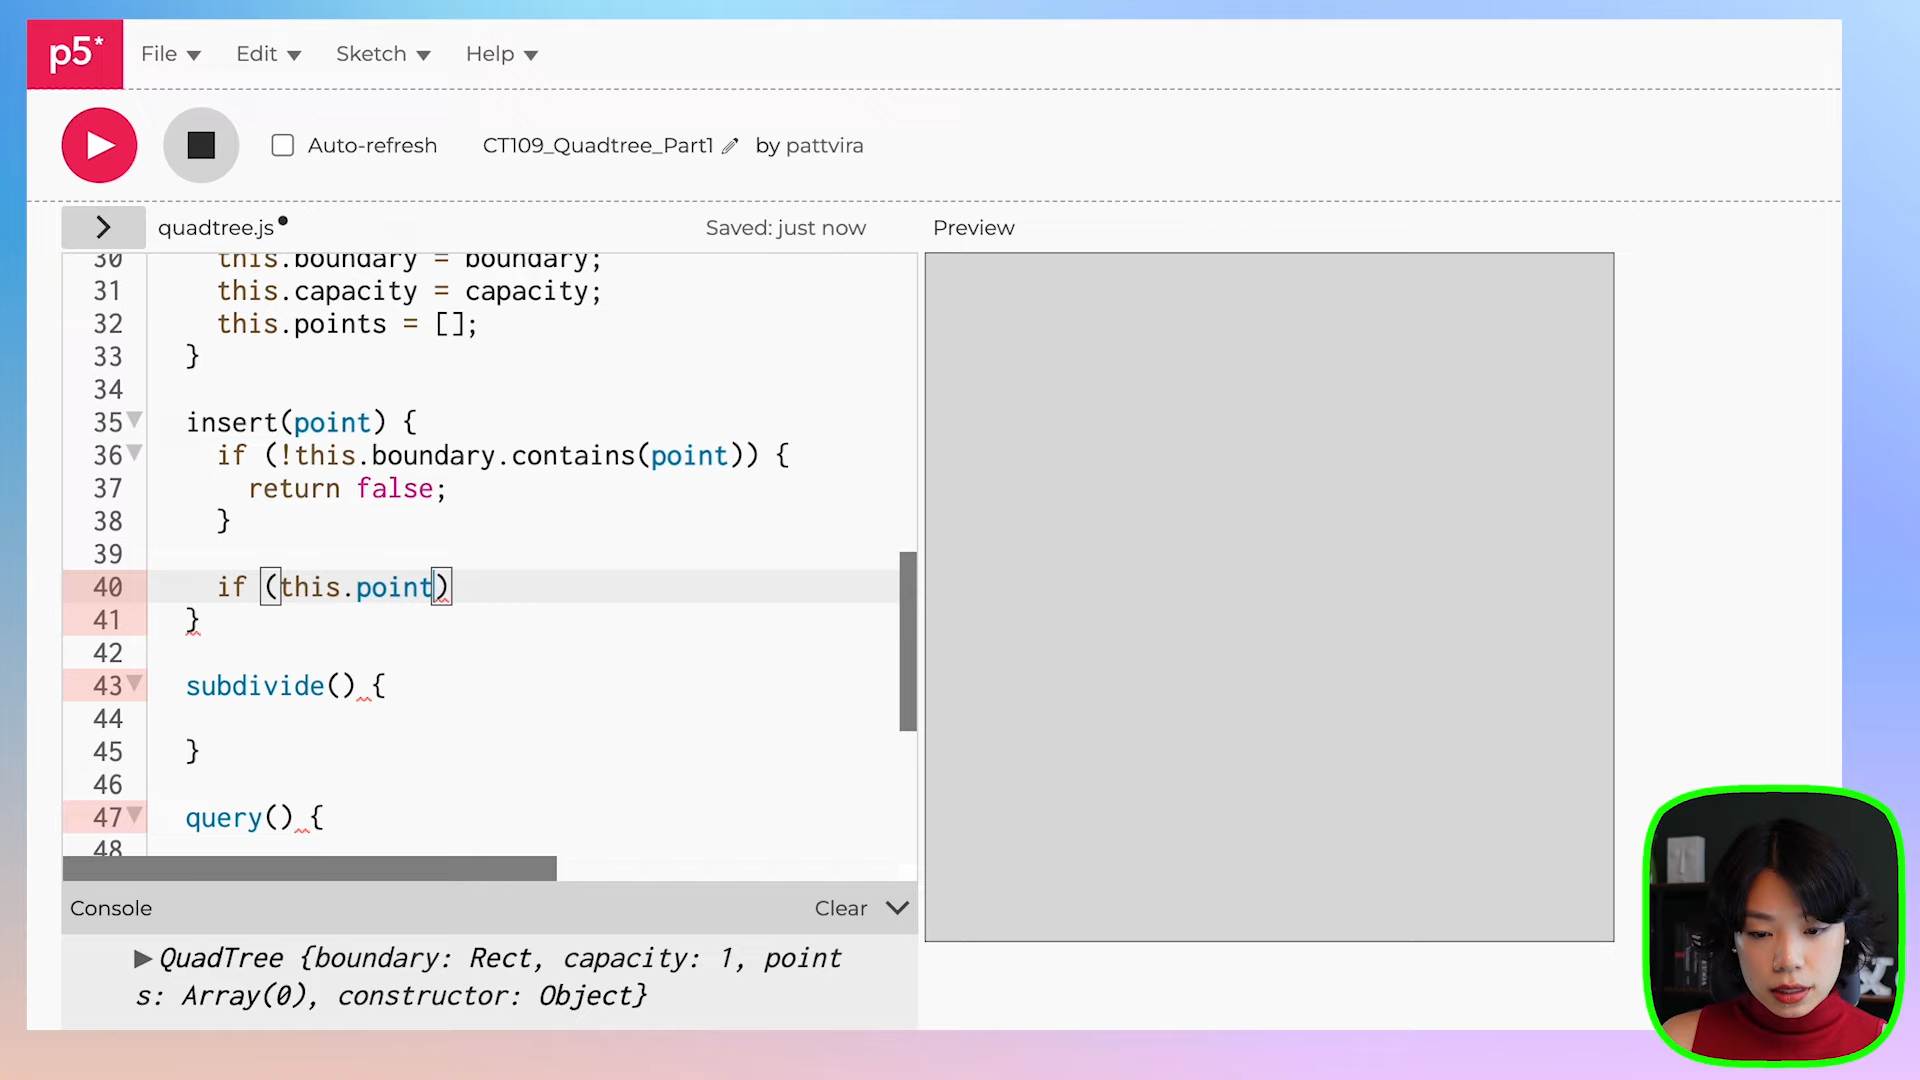 p5*
File Edit Sketch Help
Auto-refresh CT109_Quadtree_Part1 by pattvira
quadtree.js Saved: just now Preview
30 this.boundary = boundary;
31 this.capacity = capacity;
32 this.points = [];
33 }
34
35 insert(point) {
36 if (!this.boundary.contains(point)) {
37 return false;
38 }
39
40 if (this.point)
41 }
42
43 subdivide() {
44
45 }
46
47 query() {
48
Console Clear
QuadTree {boundary: Rect, capacity: 1, point
s: Array(0), constructor: Object}